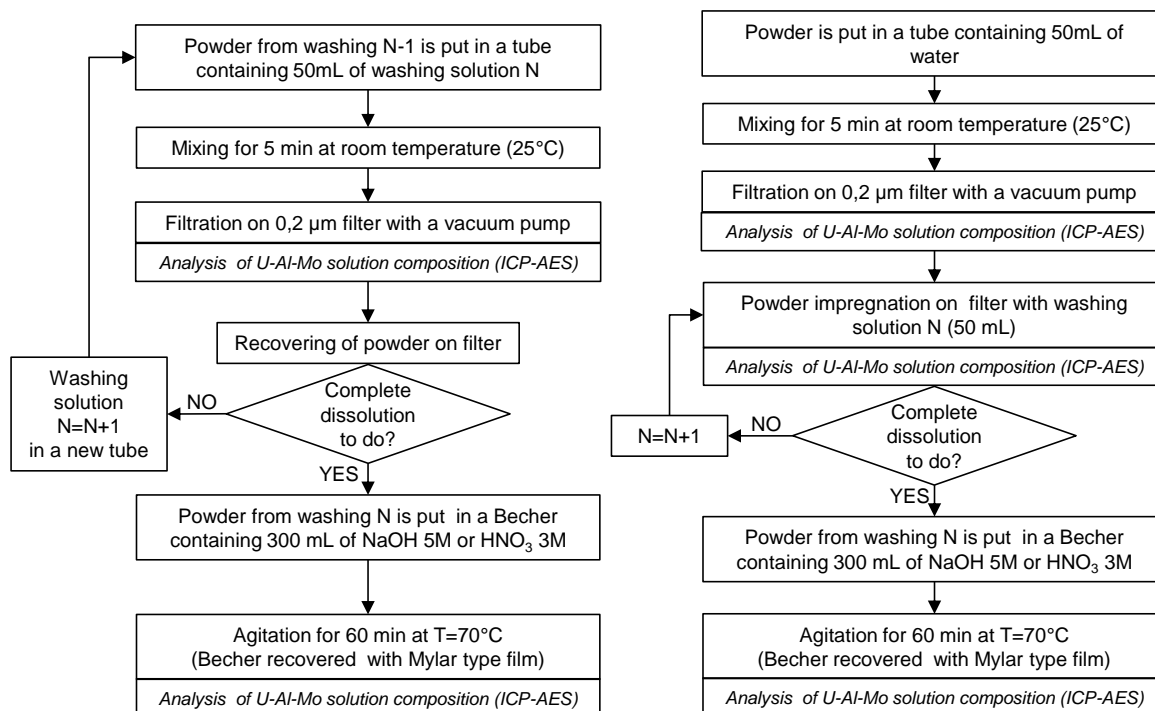 Powder from washing N-1 is put in a tube
containing 50mL of washing solution N
Mixing for 5 min at room temperature (25°C)
Filtration on 0,2 µm filter with a vacuum pump
Analysis of U-Al-Mo solution composition (ICP-AES)
Recovering of powder on filter
Washing
solution
N=N+1
in a new tube
NO
Complete
dissolution
to do?
YES
Powder from washing N is put in a Becher
containing 300 mL of NaOH 5M or HNO₃ 3M
Agitation for 60 min at T=70°C
(Becher recovered with Mylar type film)
Analysis of U-Al-Mo solution composition (ICP-AES)
Powder is put in a tube containing 50mL of
water
Mixing for 5 min at room temperature (25°C)
Filtration on 0,2 µm filter with a vacuum pump
Analysis of U-Al-Mo solution composition (ICP-AES)
Powder impregnation on filter with washing
solution N (50 mL)
Analysis of U-Al-Mo solution composition (ICP-AES)
N=N+1
NO
Complete
dissolution
to do?
YES
Powder from washing N is put in a Becher
containing 300 mL of NaOH 5M or HNO₃ 3M
Agitation for 60 min at T=70°C
(Becher recovered with Mylar type film)
Analysis of U-Al-Mo solution composition (ICP-AES)